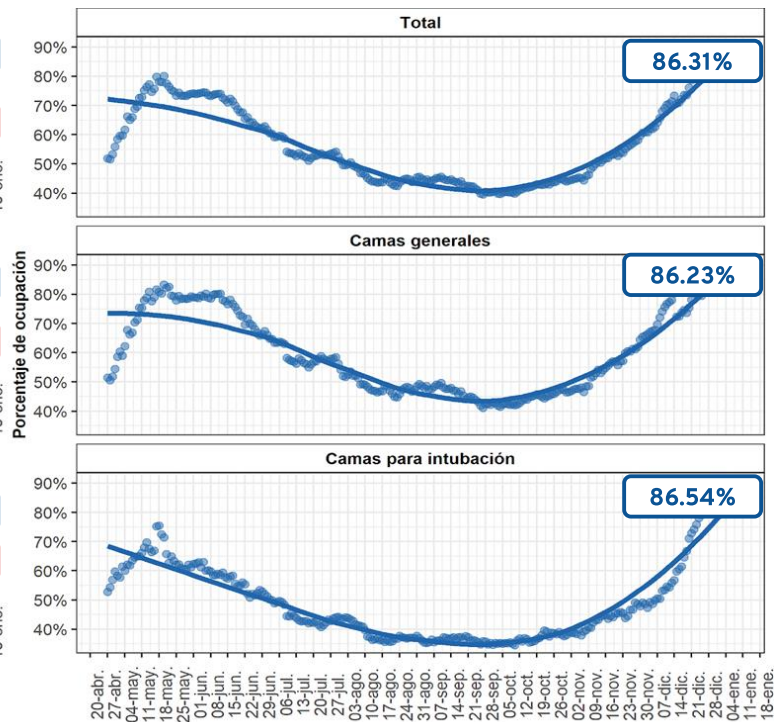 Total
86.31%
90%
80%
70%
60%
50%
40%
Camas generales
86.23%
90%
80%
70%
60%
50%
40%
Porcentaje de ocupación
Camas para intubación
86.54%
90%
80%
70%
60%
50%
40%
20-abr.
27-abr.
04-may.
11-may.
18-may.
25-may.
01-jun.
08-jun.
15-jun.
22-jun.
29-jun.
06-jul.
13-jul.
20-jul.
27-jul.
03-ago.
10-ago.
17-ago.
24-ago.
31-ago.
07-sep.
14-sep.
21-sep.
28-sep.
05-oct.
12-oct.
19-oct.
26-oct.
02-nov.
09-nov.
16-nov.
23-nov.
30-nov.
07-dic.
14-dic.
21-dic.
28-dic.
04-ene.
11-ene.
18-ene.